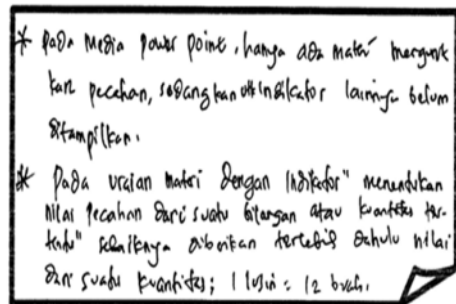 * Pada Media power point, hanya ada materi mengurut
kan pecahan, sedangkan utk indikator lainnya belum
ditampilkan.
* Pada uraian materi dengan Indikator " menentukan
nilai pecahan dari suatu bilangan atau kuantitas ter-
tentu" sebaiknya diberikan terlebih dahulu nilai
dari suatu kuantitas; 1 lusin = 12 buah.